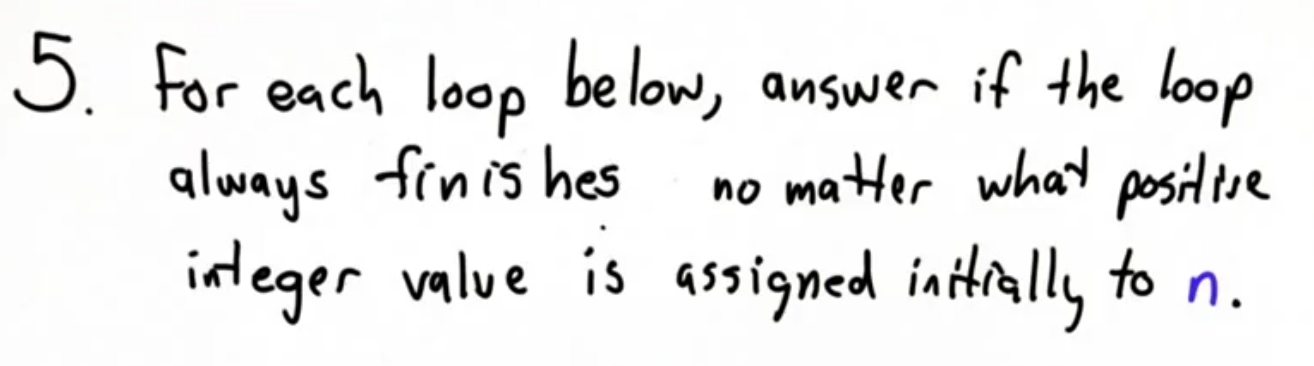 5. For each loop below, answer if the loop
always finishes no matter what positive
integer value is assigned initially to n.